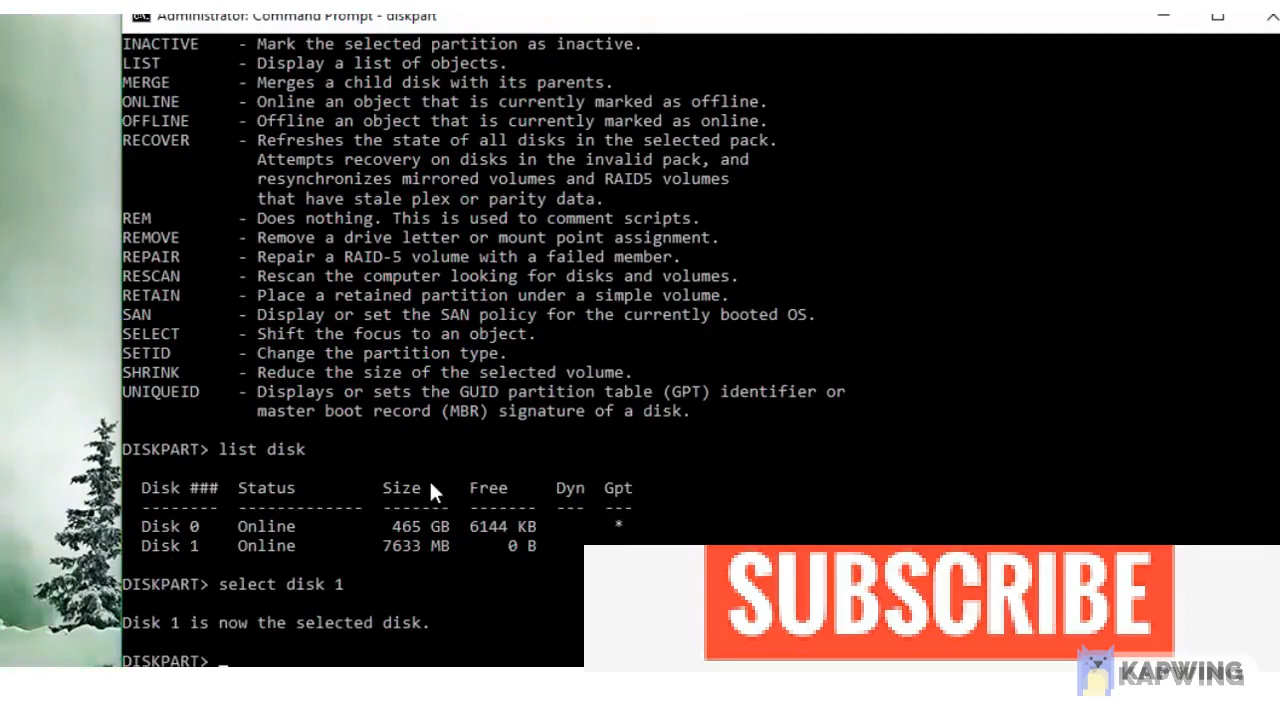 Administrator: Command Prompt - diskpart
INACTIVE - Mark the selected partition as inactive.
LIST - Display a list of objects.
MERGE - Merges a child disk with its parents.
ONLINE - Online an object that is currently marked as offline.
OFFLINE - Offline an object that is currently marked as online.
RECOVER - Refreshes the state of all disks in the selected pack.
Attempts recovery on disks in the invalid pack, and
resynchronizes mirrored volumes and RAID5 volumes
that have stale plex or parity data.
REM - Does nothing. This is used to comment scripts.
REMOVE - Remove a drive letter or mount point assignment.
REPAIR - Repair a RAID-5 volume with a failed member.
RESCAN - Rescan the computer looking for disks and volumes.
RETAIN - Place a retained partition under a simple volume.
SAN - Display or set the SAN policy for the currently booted OS.
SELECT - Shift the focus to an object.
SETID - Change the partition type.
SHRINK - Reduce the size of the selected volume.
UNIQUEID - Displays or sets the GUID partition table (GPT) identifier or
master boot record (MBR) signature of a disk.
DISKPART> list disk
Disk ### Status Size Free Dyn Gpt
-------- ------------- ------- ------- --- ---
Disk 0 Online 465 GB 6144 KB *
Disk 1 Online 7633 MB 0 B
DISKPART> select disk 1
Disk 1 is now the selected disk.
DISKPART> _
SUBSCRIBE
KAPWING